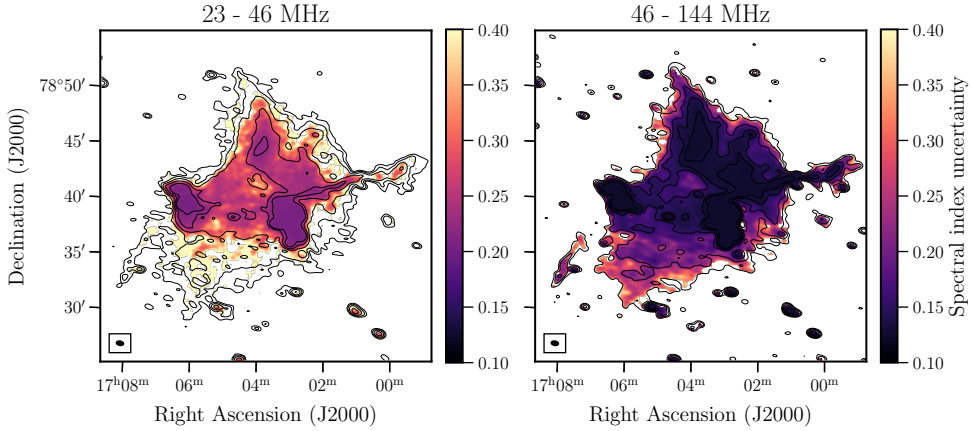 23 - 46 MHz
46 - 144 MHz
Declination (J2000)
78°50′
45′
40′
35′
30′
17ʰ08ᵐ 06ᵐ 04ᵐ 02ᵐ 00ᵐ
Right Ascension (J2000)
0.40
0.35
0.30
0.25
0.20
0.15
0.10
17ʰ08ᵐ 06ᵐ 04ᵐ 02ᵐ 00ᵐ
Right Ascension (J2000)
0.40
0.35
0.30
0.25
0.20
0.15
0.10
Spectral index uncertainty